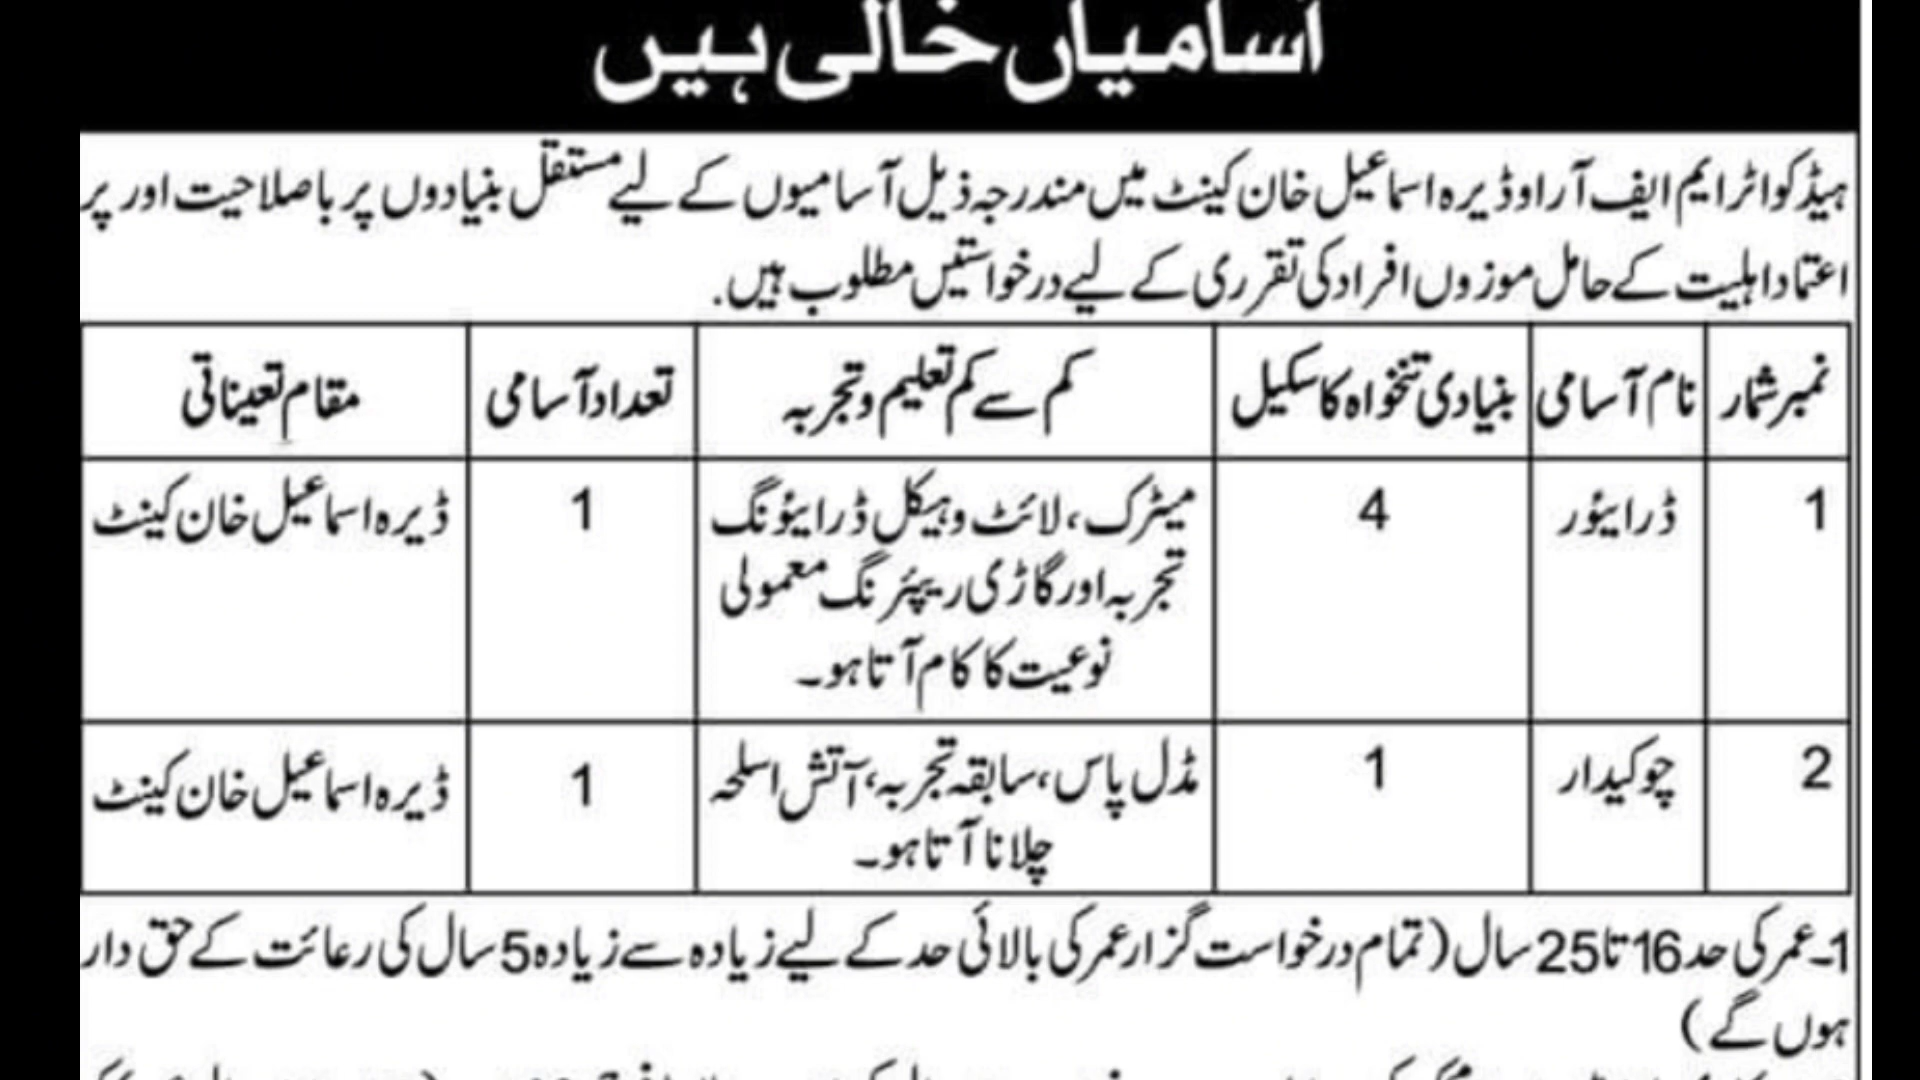 آسامیاں خالی ہیں
ہیڈکواٹر ایم ایف آر او ڈیرہ اسماعیل خان کینٹ میں مندرجہ ذیل آسامیوں کے لیے مستقل بنیادوں پر باصلاحیت اور پر
اعتماد اہلیت کے حامل موزوں افراد کی تقرری کے لیے درخواستیں مطلوب ہیں.
نمبر شمار نام آسامی بنیادی تنخواہ کا سکیل کم سے کم تعلیم و تجربہ تعداد آسامی مقام تعیناتی
1 ڈرائیور 4 میٹرک، لائٹ وہیکل ڈرائیونگ 1 ڈیرہ اسماعیل خان کینٹ
تجربہ اور گاڑی ریپئرنگ معمولی
نوعیت کا کام آتا ہو۔
2 چوکیدار 1 مڈل پاس، سابقہ تجربہ، آتش اسلحہ 1 ڈیرہ اسماعیل خان کینٹ
چلانا آتا ہو۔
1۔ عمر کی حد 16 تا 25 سال (تمام درخواست گزار عمر کی بالائی حد کے لیے زیادہ سے زیادہ 5 سال کی رعائت کے حق دار
ہوں گے)